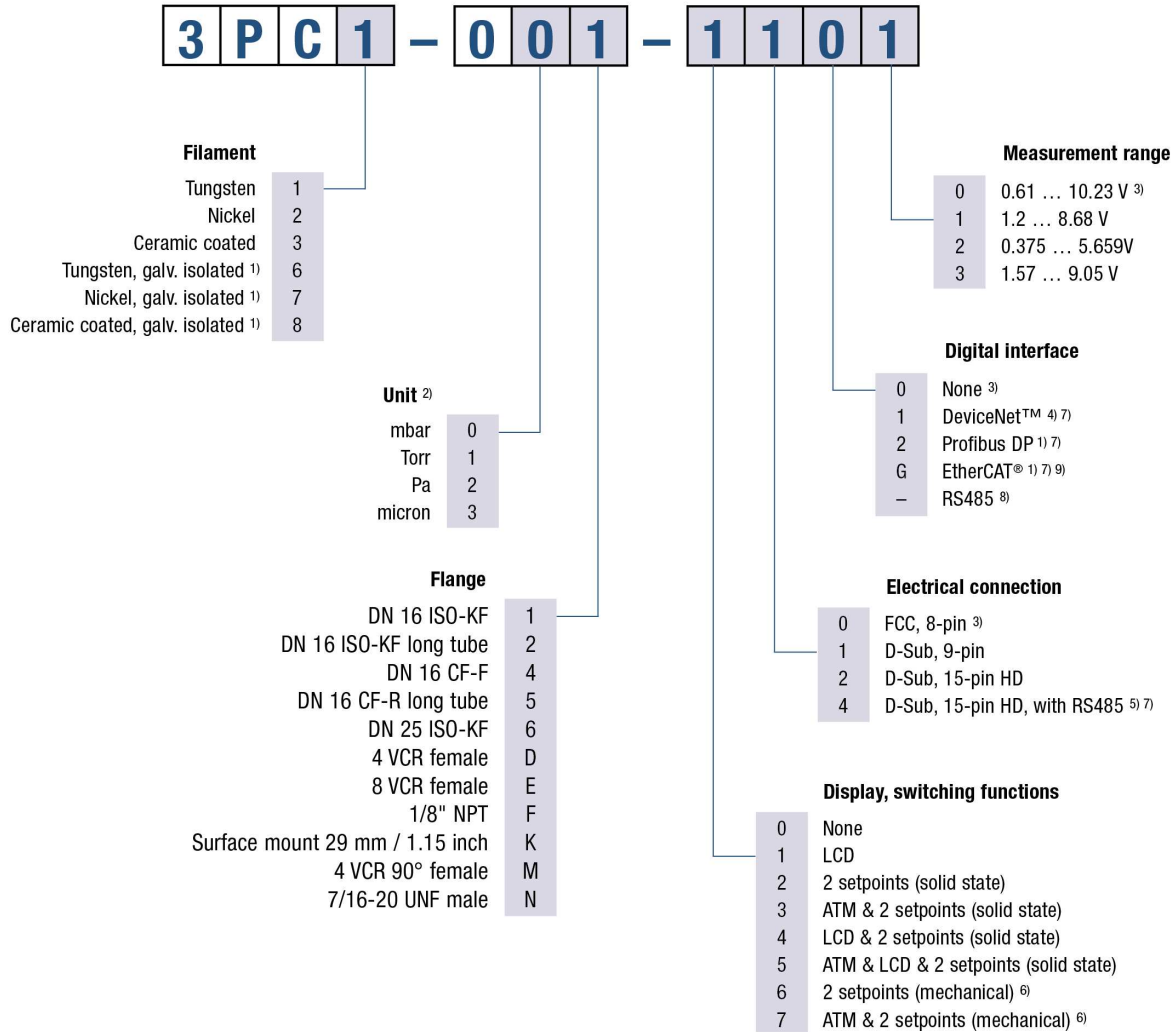 3PC1 – 001 – 1101
Filament
Tungsten 1
Nickel 2
Ceramic coated 3
Tungsten, galv. isolated 1) 6
Nickel, galv. isolated 1) 7
Ceramic coated, galv. isolated 1) 8
Unit 2)
mbar 0
Torr 1
Pa 2
micron 3
Flange
DN 16 ISO-KF 1
DN 16 ISO-KF long tube 2
DN 16 CF-F 4
DN 16 CF-R long tube 5
DN 25 ISO-KF 6
4 VCR female D
8 VCR female E
1/8" NPT F
Surface mount 29 mm / 1.15 inch K
4 VCR 90° female M
7/16-20 UNF male N
Measurement range
0 0.61 … 10.23 V 3)
1 1.2 … 8.68 V
2 0.375 … 5.659V
3 1.57 … 9.05 V
Digital interface
0 None 3)
1 DeviceNet™ 4) 7)
2 Profibus DP 1) 7)
G EtherCAT® 1) 7) 9)
– RS485 8)
Electrical connection
0 FCC, 8-pin 3)
1 D-Sub, 9-pin
2 D-Sub, 15-pin HD
4 D-Sub, 15-pin HD, with RS485 5) 7)
Display, switching functions
0 None
1 LCD
2 2 setpoints (solid state)
3 ATM & 2 setpoints (solid state)
4 LCD & 2 setpoints (solid state)
5 ATM & LCD & 2 setpoints (solid state)
6 2 setpoints (mechanical) 6)
7 ATM & 2 setpoints (mechanical) 6)